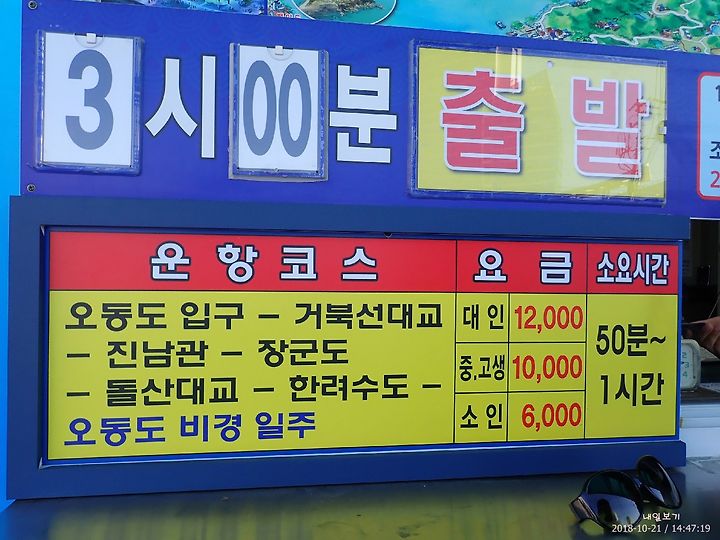 3시 00분 출발
운항코스 요금 소요시간
오동도 입구 - 거북선대교
- 진남관 - 장군도
- 돌산대교 - 한려수도 -
오동도 비경 일주
대인 12,000
중,고생 10,000
소인 6,000
50분~
1시간
내일보기
2018-10-21 / 14:47:19